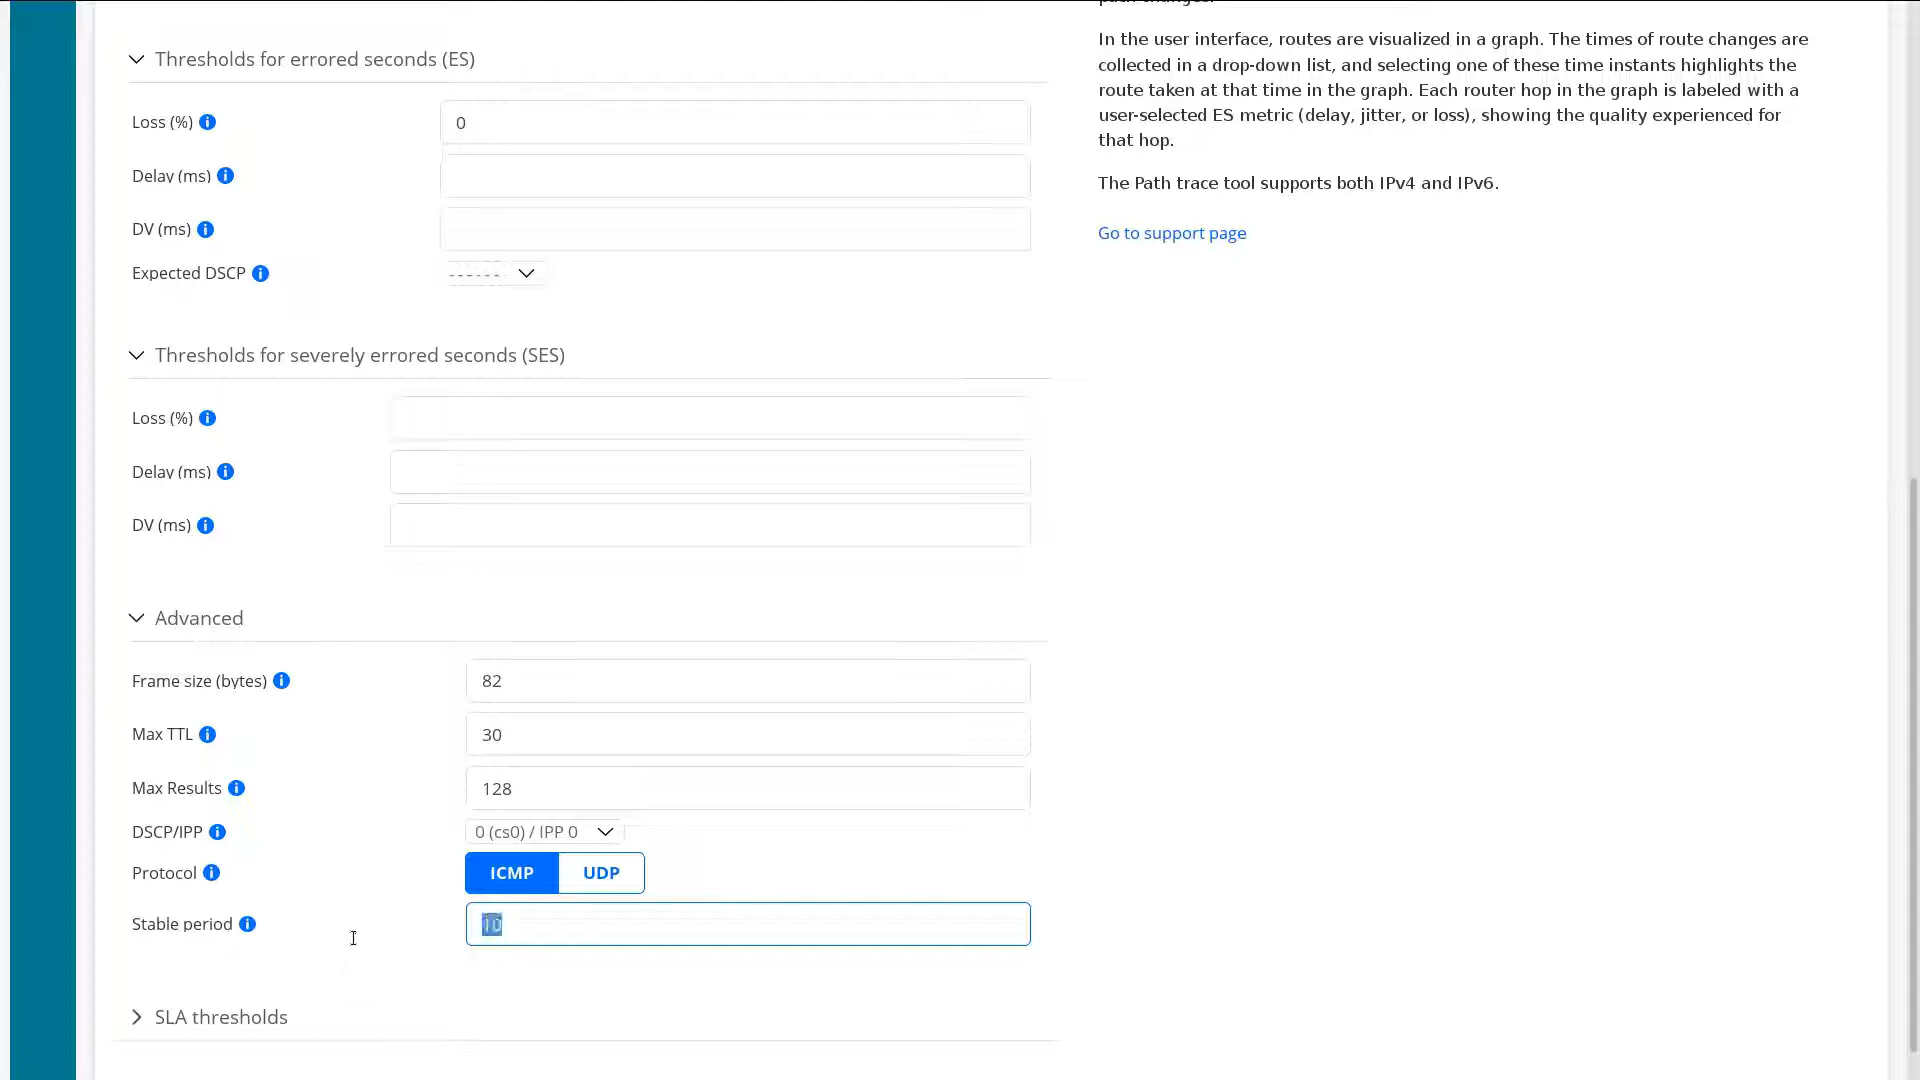 Thresholds for errored seconds (ES)
Loss (%)
0
Delay (ms)
DV (ms)
Expected DSCP
------
Thresholds for severely errored seconds (SES)
Loss (%)
Delay (ms)
DV (ms)
Advanced
Frame size (bytes)
82
Max TTL
30
Max Results
128
DSCP/IPP
0 (cs0) / IPP 0
Protocol
ICMP
UDP
Stable period
10
SLA thresholds
In the user interface, routes are visualized in a graph. The times of route changes are
collected in a drop-down list, and selecting one of these time instants highlights the
route taken at that time in the graph. Each router hop in the graph is labeled with a
user-selected ES metric (delay, jitter, or loss), showing the quality experienced for
that hop.
The Path trace tool supports both IPv4 and IPv6.
Go to support page